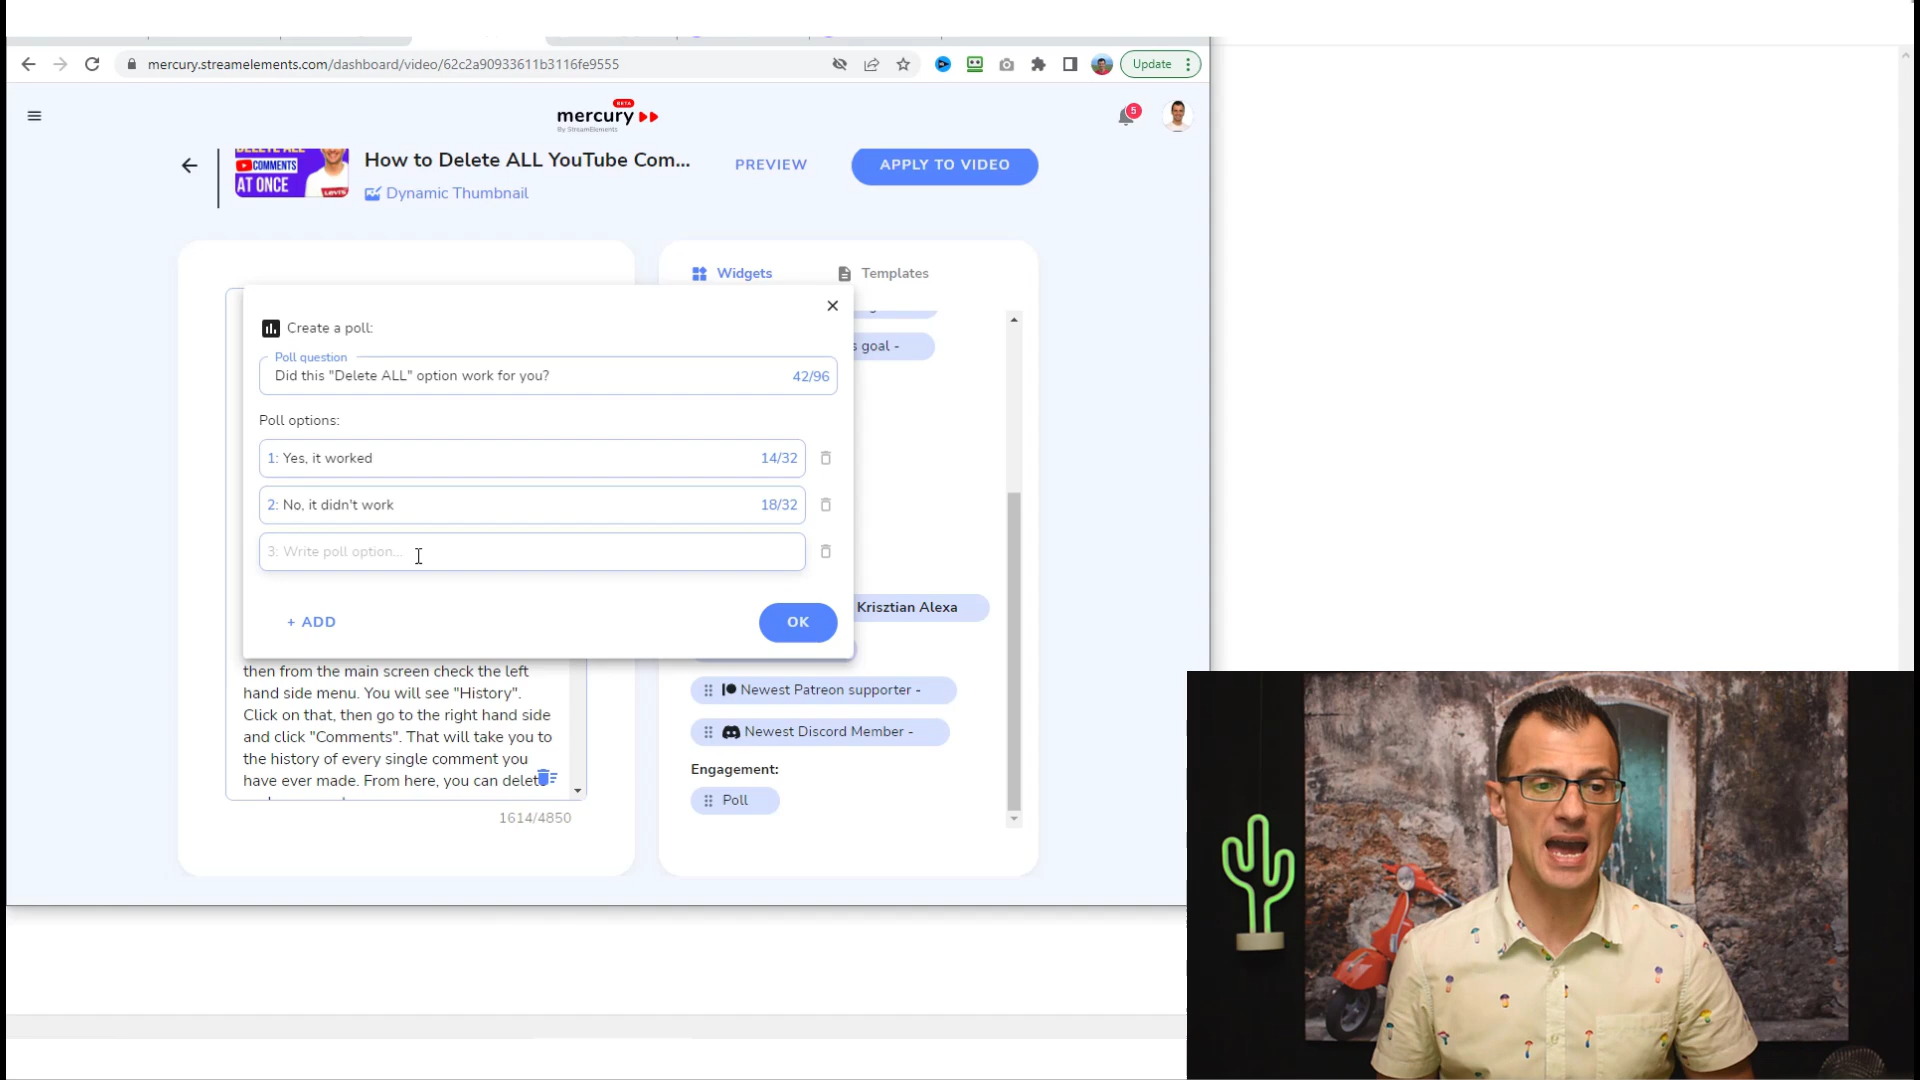 mercury.streamelements.com/dashboard/video/62c2a90933611b3116fe9555
Update
BETA
mercury
By StreamElements
5
COMMENTS
AT ONCE
How to Delete ALL YouTube Com...
Dynamic Thumbnail
PREVIEW
APPLY TO VIDEO
Widgets
Templates
s goal -
Create a poll:
Poll question
Did this "Delete ALL" option work for you?
42/96
Poll options:
1: Yes, it worked
14/32
2: No, it didn't work
18/32
3: Write poll option...
+ ADD
OK
Krisztian Alexa
Newest Patreon supporter -
Newest Discord Member -
Engagement:
Poll
then from the main screen check the left
hand side menu. You will see "History".
Click on that, then go to the right hand side
and click "Comments". That will take you to
the history of every single comment you
have ever made. From here, you can delet
1614/4850